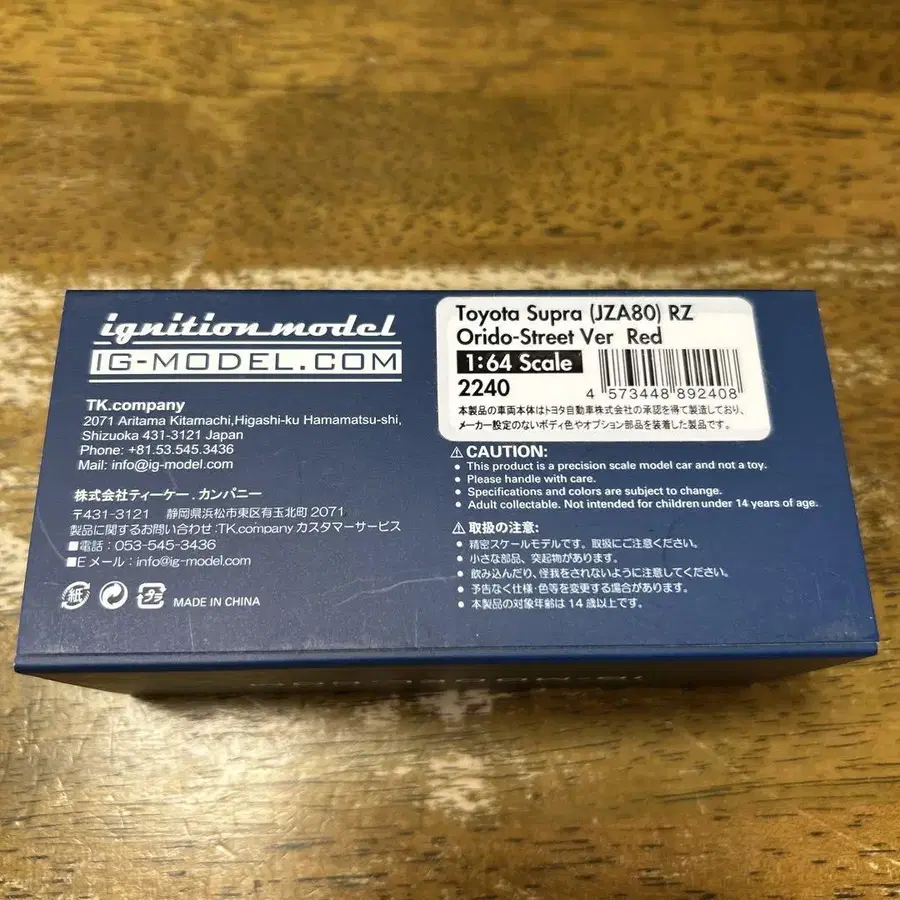 ignition model
IG-MODEL.COM
TK.company
2071 Aritama Kitamachi,Higashi-ku Hamamatsu-shi,
Shizuoka 431-3121 Japan
Phone: +81.53.545.3436
Mail: info@ig-model.com
株式会社ティーケー.カンパニー
〒431-3121 静岡県浜松市東区有玉北町 2071
製品に関するお問い合わせ:TK.company カスタマーサービス
■電話：053-545-3436
■E メール：info@ig-model.com
紙
プラ
MADE IN CHINA
Toyota Supra (JZA80) RZ
Orido-Street Ver Red
1:64 Scale
2240
4 573448 892408
本製品の車両本体はトヨタ自動車株式会社の承認を得て製造しており、
メーカー設定のないボディ色やオプション部品を装着した製品です。
⚠ CAUTION:
• This product is a precision scale model car and not a toy.
• Please handle with care.
• Specifications and colors are subject to change.
• Adult collectable. Not intended for children under 14 years of age.
⚠ 取扱の注意:
• 精密スケールモデルです。取扱にご注意ください。
• 小さな部品、突起物があります。
• 飲み込んだり、怪我をされないように注意してください。
• 予告なく仕様・色等を変更する場合があります。
• 本製品の対象年齢は 14 歳以上です。